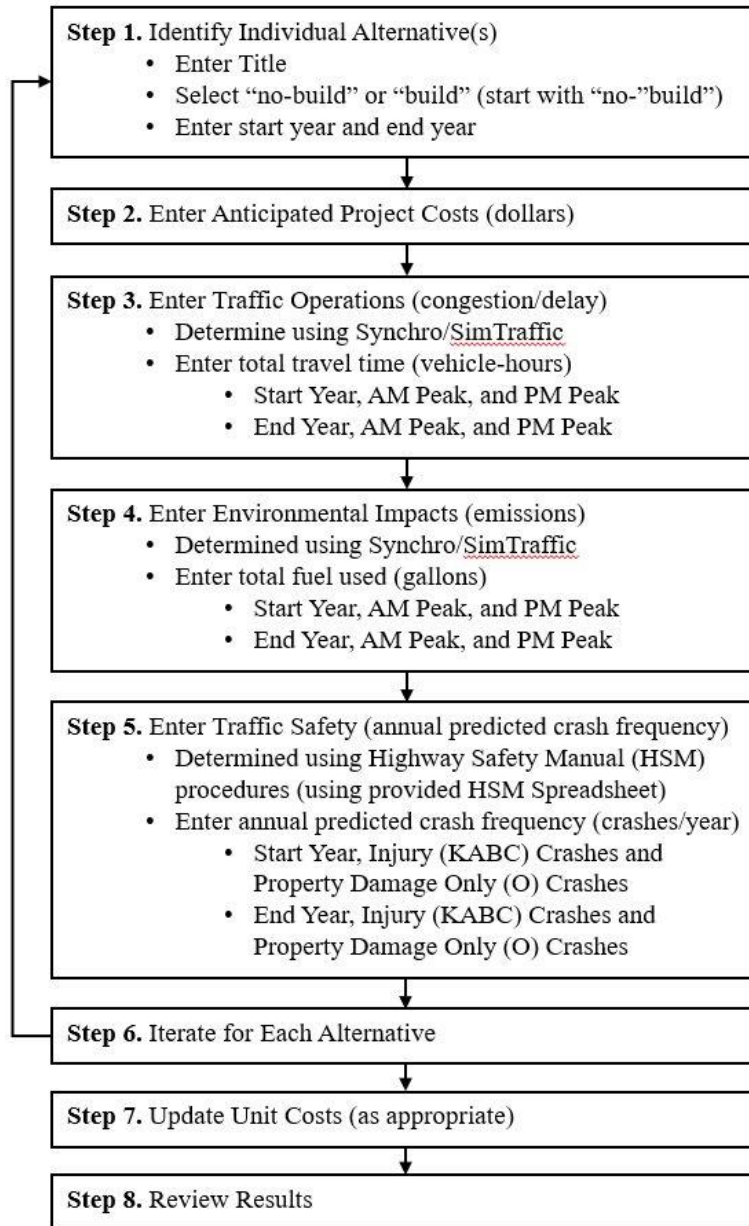 Step 1. Identify Individual Alternative(s)
• Enter Title
• Select “no-build” or “build” (start with “no-”build”)
• Enter start year and end year
Step 2. Enter Anticipated Project Costs (dollars)
Step 3. Enter Traffic Operations (congestion/delay)
• Determine using Synchro/SimTraffic
• Enter total travel time (vehicle-hours)
• Start Year, AM Peak, and PM Peak
• End Year, AM Peak, and PM Peak
Step 4. Enter Environmental Impacts (emissions)
• Determined using Synchro/SimTraffic
• Enter total fuel used (gallons)
• Start Year, AM Peak, and PM Peak
• End Year, AM Peak, and PM Peak
Step 5. Enter Traffic Safety (annual predicted crash frequency)
• Determined using Highway Safety Manual (HSM)
procedures (using provided HSM Spreadsheet)
• Enter annual predicted crash frequency (crashes/year)
• Start Year, Injury (KABC) Crashes and
Property Damage Only (O) Crashes
• End Year, Injury (KABC) Crashes and
Property Damage Only (O) Crashes
Step 6. Iterate for Each Alternative
Step 7. Update Unit Costs (as appropriate)
Step 8. Review Results